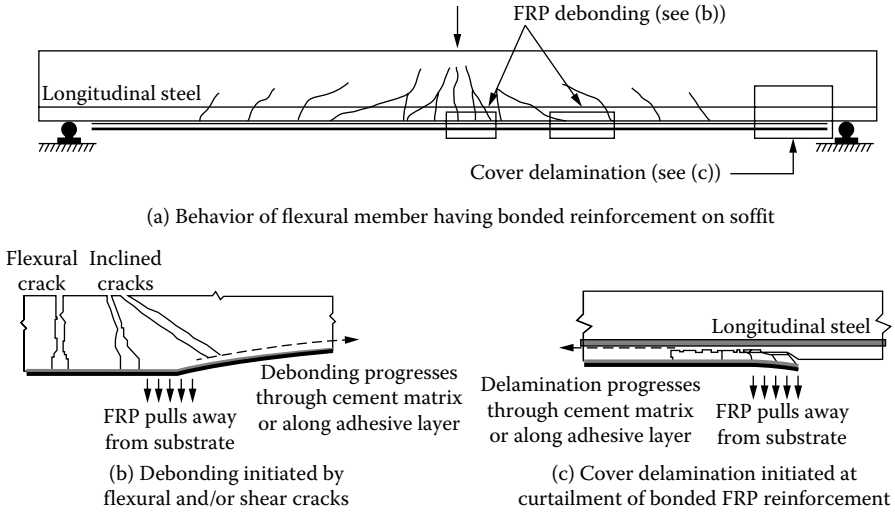 FRP debonding (see (b))
Longitudinal steel
Cover delamination (see (c))
(a) Behavior of flexural member having bonded reinforcement on soffit
Flexural
crack
Inclined
cracks
Debonding progresses
through cement matrix
or along adhesive layer
FRP pulls away
from substrate
(b) Debonding initiated by
flexural and/or shear cracks
Longitudinal steel
Delamination progresses
through cement matrix
or along adhesive layer
FRP pulls away
from substrate
(c) Cover delamination initiated at
curtailment of bonded FRP reinforcement